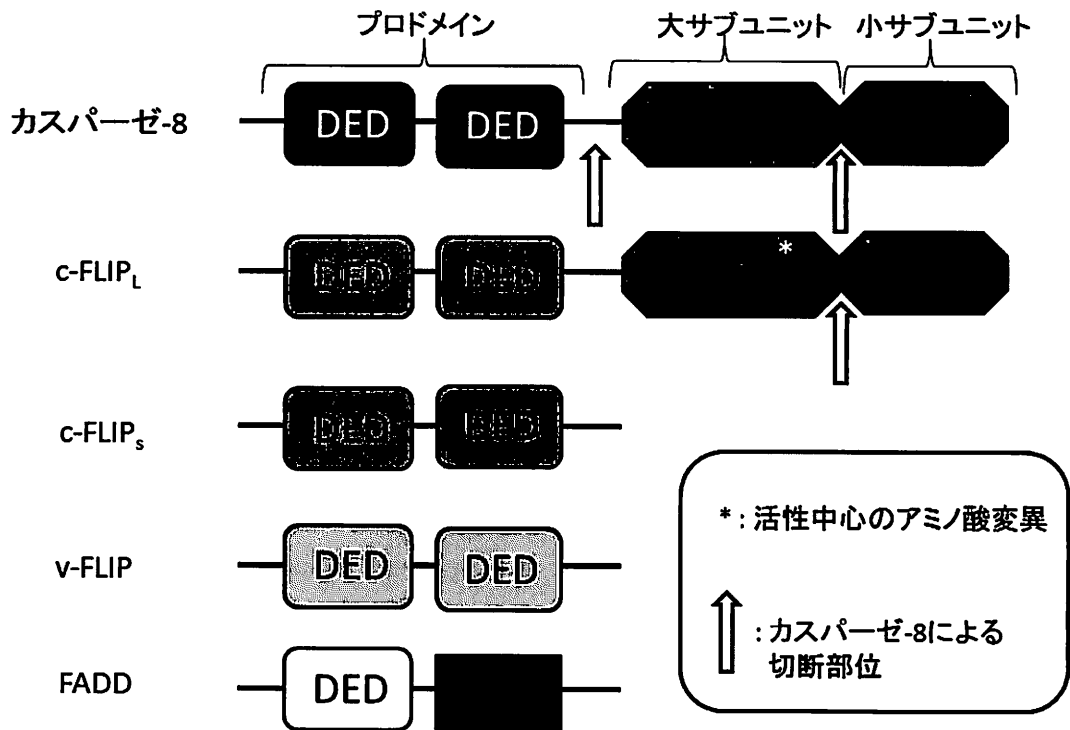 プロドメイン
大サブユニット
小サブユニット
カスパーゼ-8
DED
DED
c-FLIPL
*
DED
DED
c-FLIPs
DED
DED
v-FLIP
DED
DED
FADD
DED
*: 活性中心のアミノ酸変異
: カスパーゼ-8による
切断部位